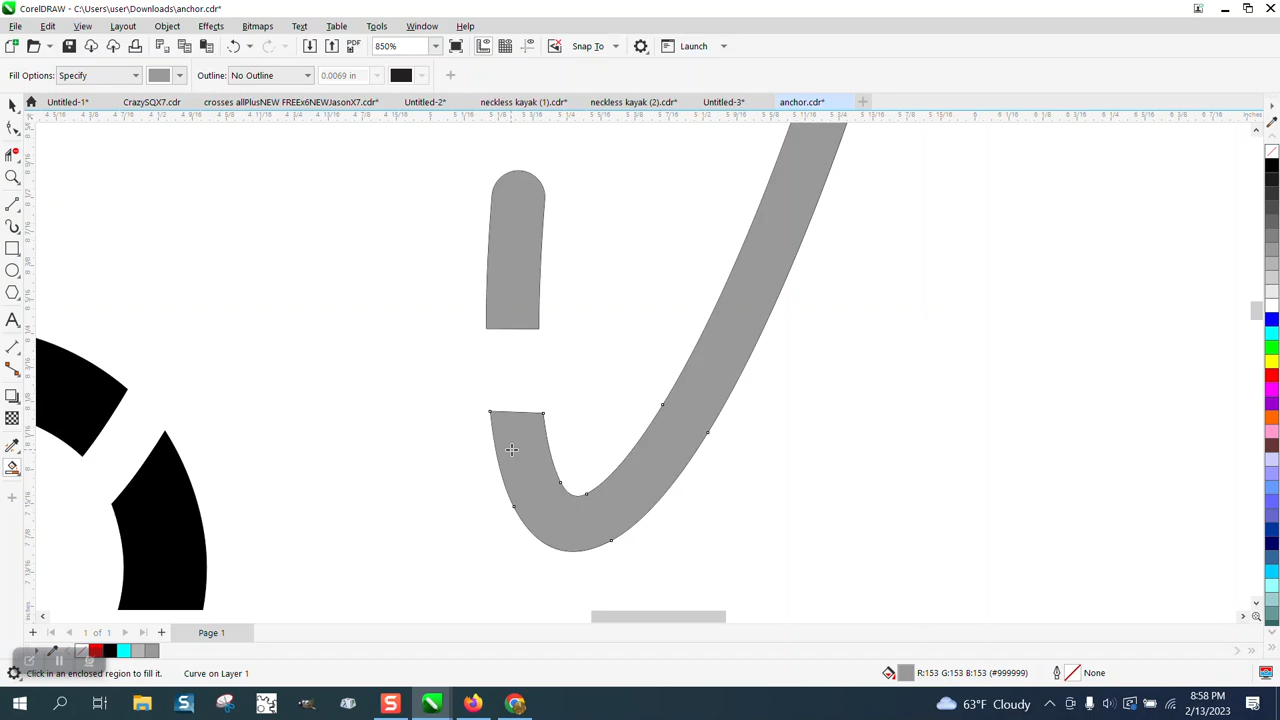 CorelDRAW - C:\Users\user\Downloads\anchor.cdr*
File Edit View Layout Object Effects Bitmaps Text Table Tools Window Help
PDF 850% Snap To Launch
Fill Options: Specify Outline: No Outline 0.0069 in
Untitled-1* CrazySQX7.cdr crosses allPlusNEW FREEx6NEWJasonX7.cdr* Untitled-2* neckless kayak (1).cdr* neckless kayak (2).cdr* Untitled-3* anchor.cdr*
1 of 1 Page 1
Click in an enclosed region to fill it. Curve on Layer 1 R:153 G:153 B:153 (#999999) None
63°F Cloudy 8:58 PM
2/13/2023